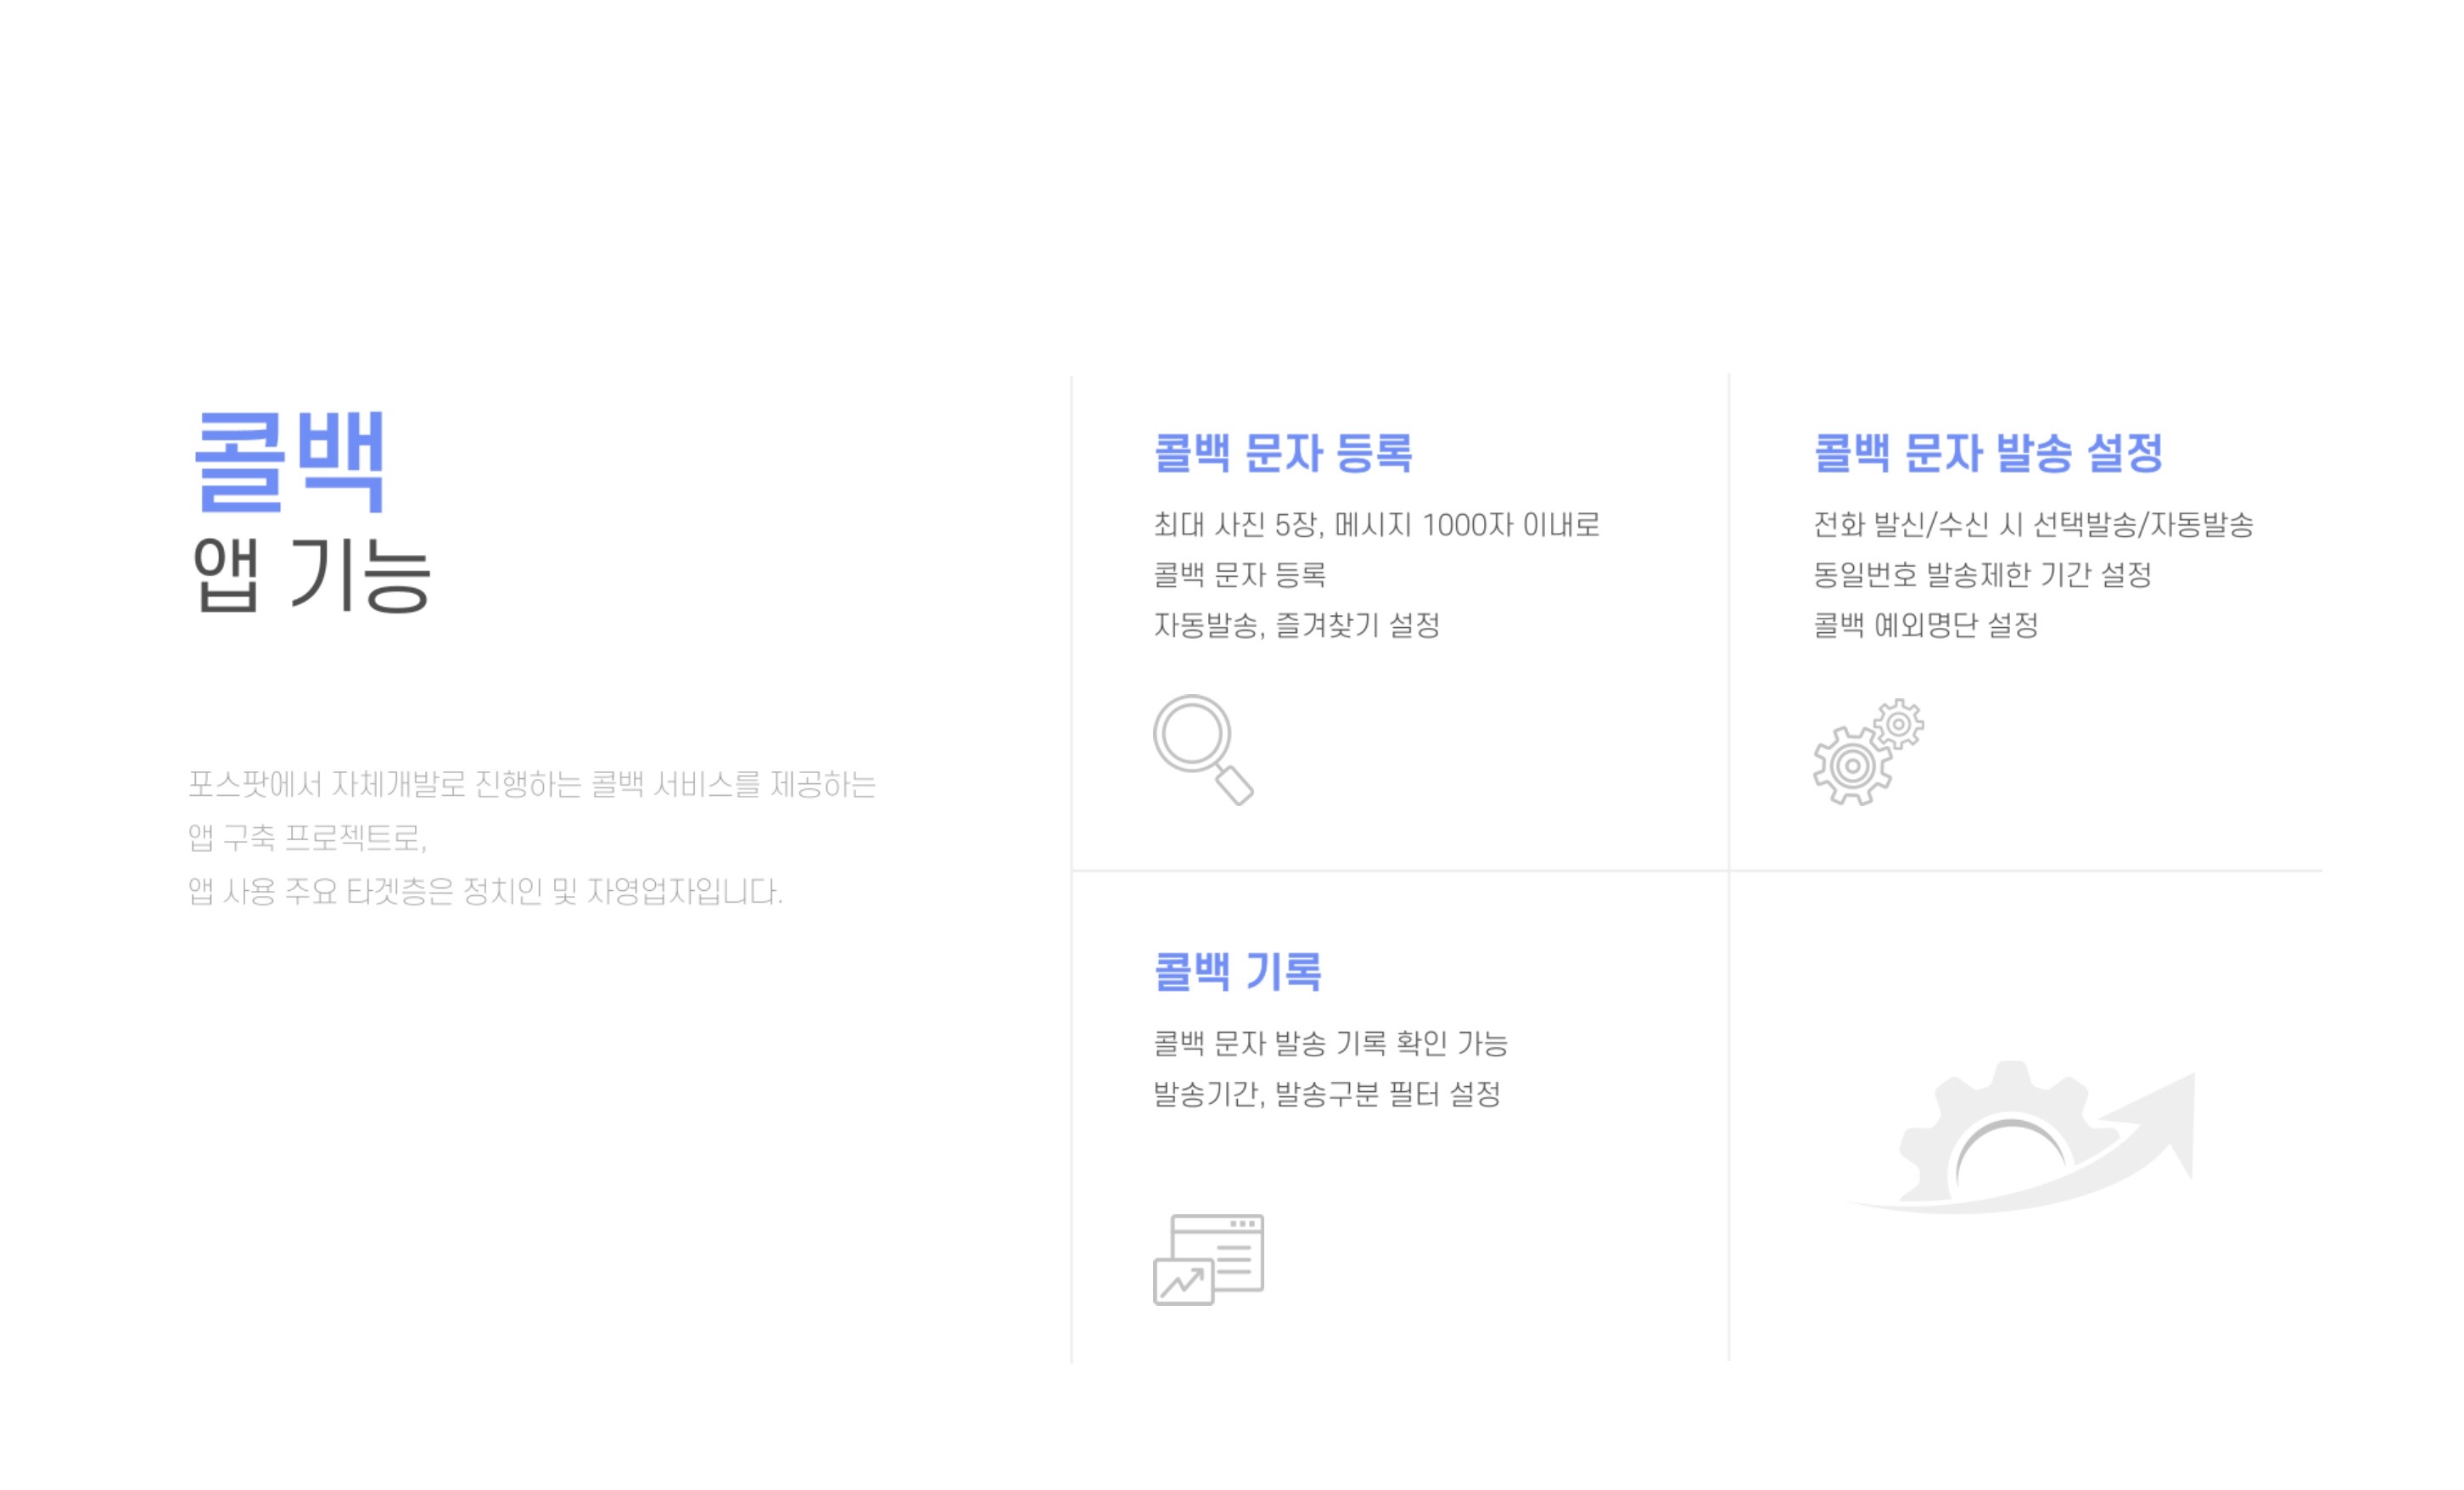 콜백
앱 기능
프스팡에서 자체개발로 진행하는 콜백 서비스를 제공하는
앱 구축 프로젝트로,
앱 사용 주요 타겟층은 정치인 및 자영업자입니다.
콜백 문자 등록
최대 사진 5장, 메시지 1000자 이내로
콜백 문자 등록
자동발송, 즐겨찾기 설정
콜백 문자 발송 설정
전화 발신/수신 시 선택발송/자동발송
동일번호 발송제한 기간 설정
콜백 예외명단 설정
콜백 기록
콜백 문자 발송 기록 확인 가능
발송기간, 발송구분 필터 설정